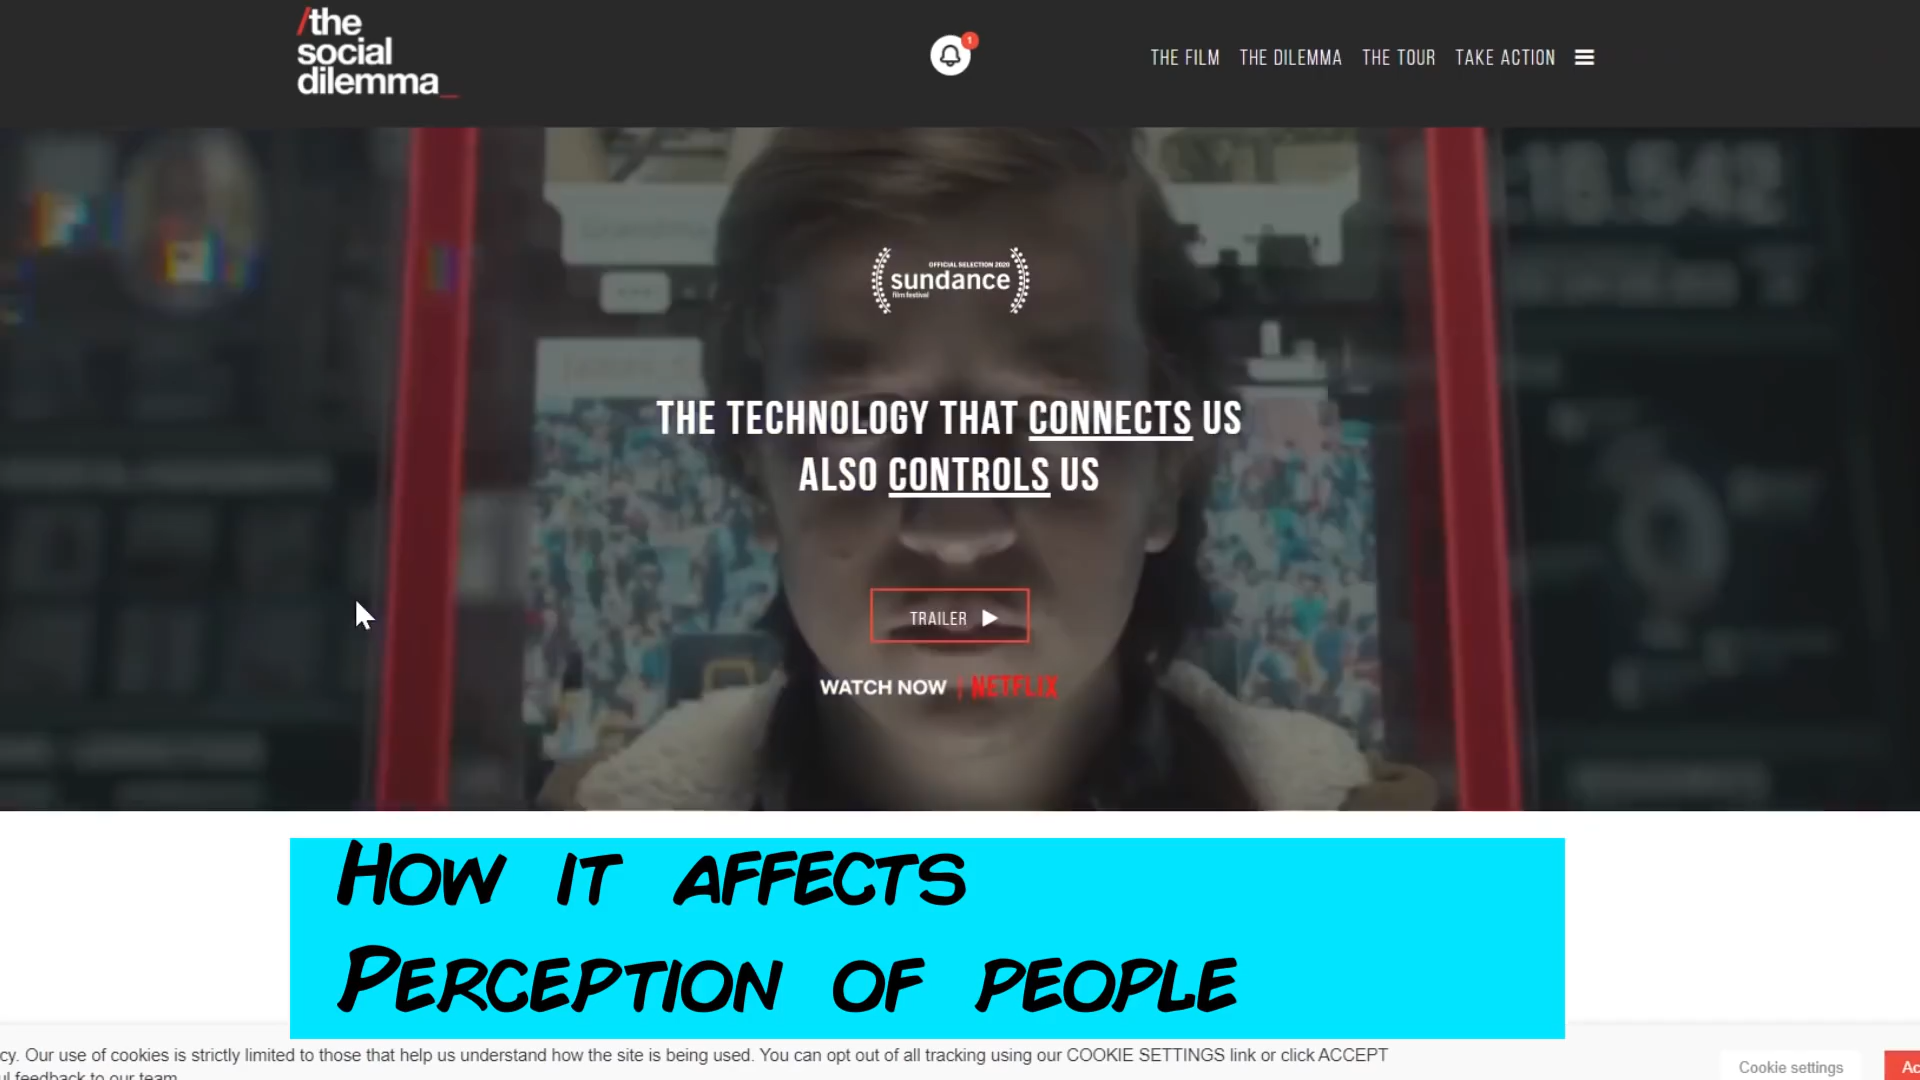 /the
social
dilemma_
1
THE FILM THE DILEMMA THE TOUR TAKE ACTION
OFFICIAL SELECTION 2020
sundance
film festival
THE TECHNOLOGY THAT CONNECTS US
ALSO CONTROLS US
TRAILER
WATCH NOW | NETFLIX
HOW IT AFFECTS
PERCEPTION OF PEOPLE
cy. Our use of cookies is strictly limited to those that help us understand how the site is being used. You can opt out of all tracking using our COOKIE SETTINGS link or click ACCEPT
feedback to our team
Cookie settings